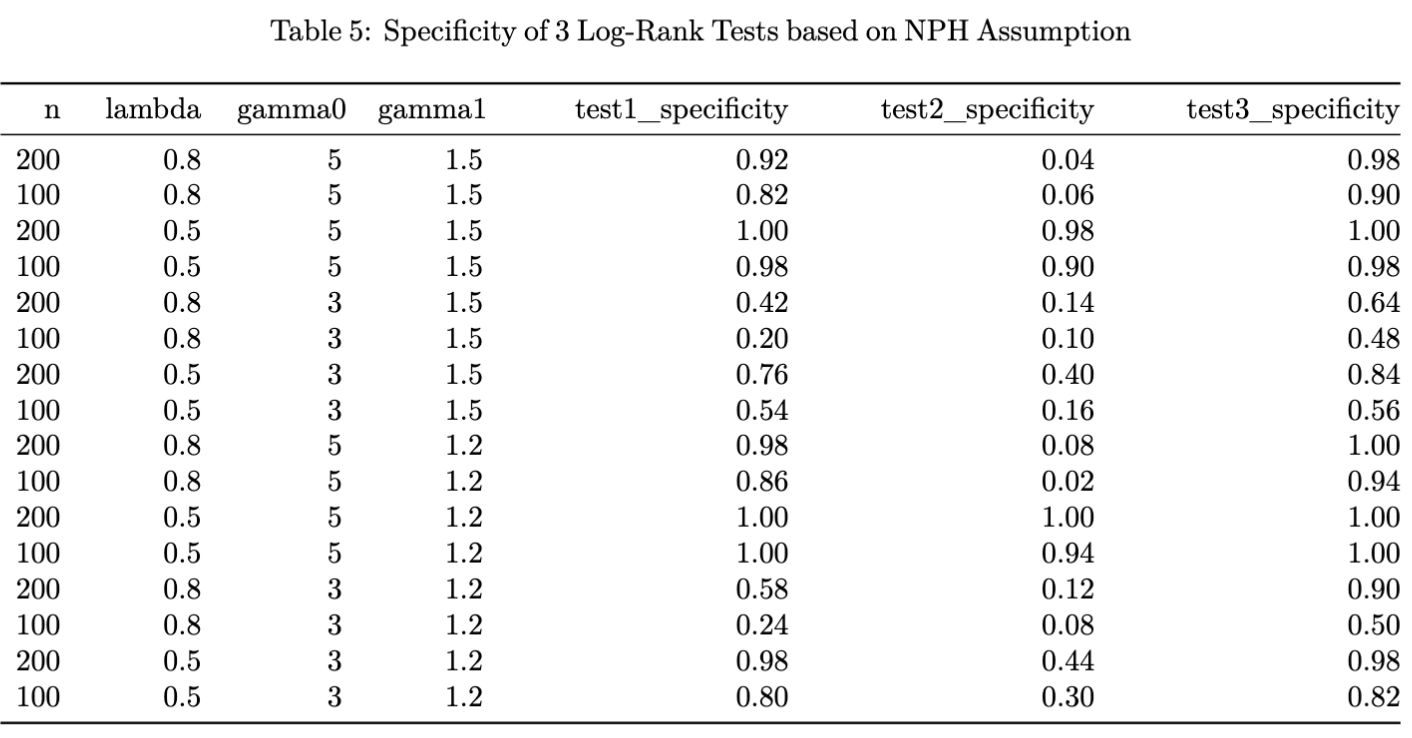 Table 5: Specificity of 3 Log-Rank Tests based on NPH Assumption
n lambda gamma0 gamma1 test1_specificity test2_specificity test3_specificity
200 0.8 5 1.5 0.92 0.04 0.98
100 0.8 5 1.5 0.82 0.06 0.90
200 0.5 5 1.5 1.00 0.98 1.00
100 0.5 5 1.5 0.98 0.90 0.98
200 0.8 3 1.5 0.42 0.14 0.64
100 0.8 3 1.5 0.20 0.10 0.48
200 0.5 3 1.5 0.76 0.40 0.84
100 0.5 3 1.5 0.54 0.16 0.56
200 0.8 5 1.2 0.98 0.08 1.00
100 0.8 5 1.2 0.86 0.02 0.94
200 0.5 5 1.2 1.00 1.00 1.00
100 0.5 5 1.2 1.00 0.94 1.00
200 0.8 3 1.2 0.58 0.12 0.90
100 0.8 3 1.2 0.24 0.08 0.50
200 0.5 3 1.2 0.98 0.44 0.98
100 0.5 3 1.2 0.80 0.30 0.82